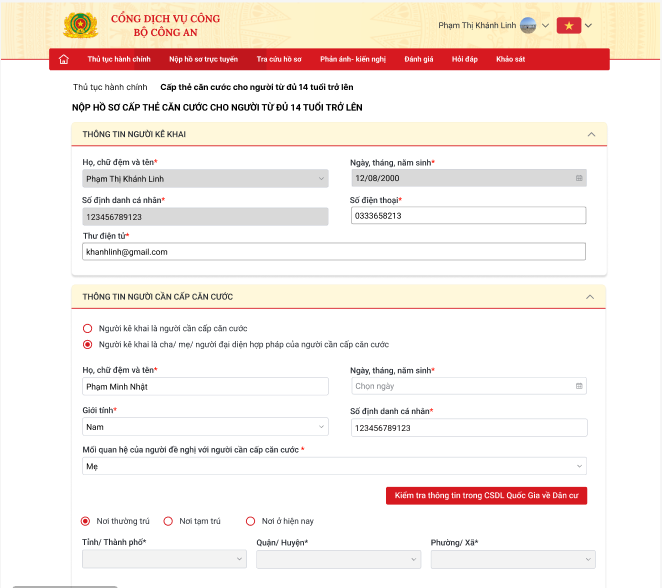 CỔNG DỊCH VỤ CÔNG
BỘ CÔNG AN
Phạm Thị Khánh Linh
Thủ tục hành chính Nộp hồ sơ trực tuyến Tra cứu hồ sơ Phản ánh- kiến nghị Đánh giá Hỏi đáp Khảo sát
Thủ tục hành chính Cấp thẻ căn cước cho người từ đủ 14 tuổi trở lên
NỘP HỒ SƠ CẤP THẺ CĂN CƯỚC CHO NGƯỜI TỪ ĐỦ 14 TUỔI TRỞ LÊN
THÔNG TIN NGƯỜI KÊ KHAI
Họ, chữ đệm và tên* Ngày, tháng, năm sinh*
Phạm Thị Khánh Linh 12/08/2000
Số định danh cá nhân* Số điện thoại*
123456789123 0333658213
Thư điện tử*
khanhlinh@gmail.com
THÔNG TIN NGƯỜI CẦN CẤP CĂN CƯỚC
Người kê khai là người cần cấp căn cước
Người kê khai là cha/ mẹ/ người đại diện hợp pháp của người cần cấp căn cước
Họ, chữ đệm và tên* Ngày, tháng, năm sinh*
Phạm Minh Nhật Chọn ngày
Giới tính* Số định danh cá nhân*
Nam 123456789123
Mối quan hệ của người đề nghị với người cần cấp căn cước *
Mẹ
Kiểm tra thông tin trong CSDL Quốc Gia về Dân cư
Nơi thường trú Nơi tạm trú Nơi ở hiện nay
Tỉnh/ Thành phố* Quận/ Huyện* Phường/ Xã*